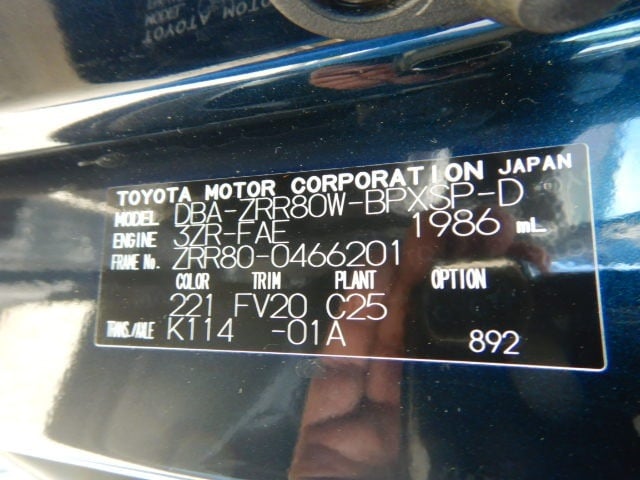 TOYOTA MOTOR CORPORATION JAPAN
MODEL DBA-ZRR80W-BPXSP-D
ENGINE 3ZR-FAE 1986 mL
FRAME No. ZRR80-0466201
COLOR TRIM PLANT OPTION
221 FV20 C25
TRANS./AXLE K114 -01A 892